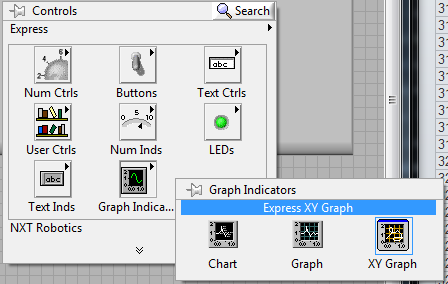 Controls
Search
Express
Num Ctrls
Buttons
Text Ctrls
User Ctrls
Num Inds
LEDs
Text Inds
Graph Indica...
NXT Robotics
Graph Indicators
Express XY Graph
Chart
Graph
XY Graph